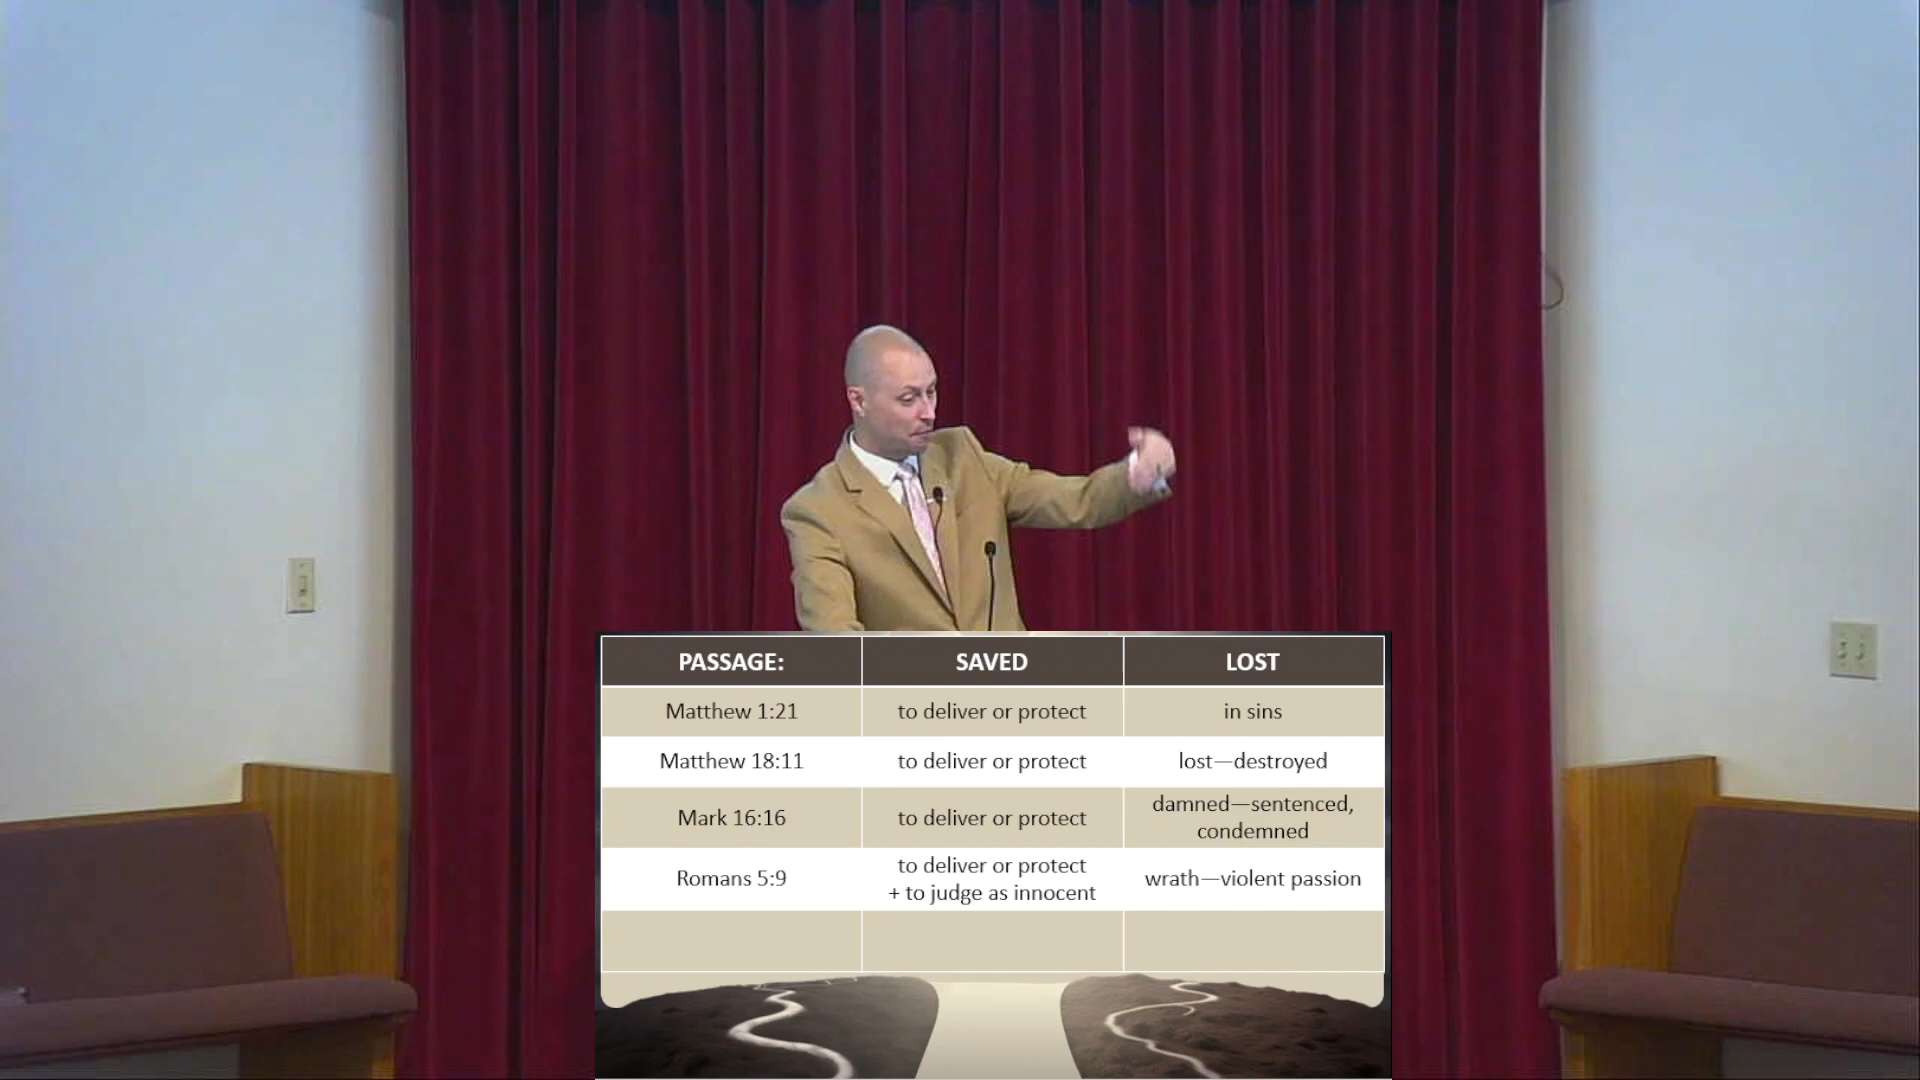 PASSAGE: SAVED LOST
Matthew 1:21 to deliver or protect in sins
Matthew 18:11 to deliver or protect lost—destroyed
Mark 16:16 to deliver or protect damned—sentenced,
condemned
Romans 5:9 to deliver or protect
+ to judge as innocent wrath—violent passion